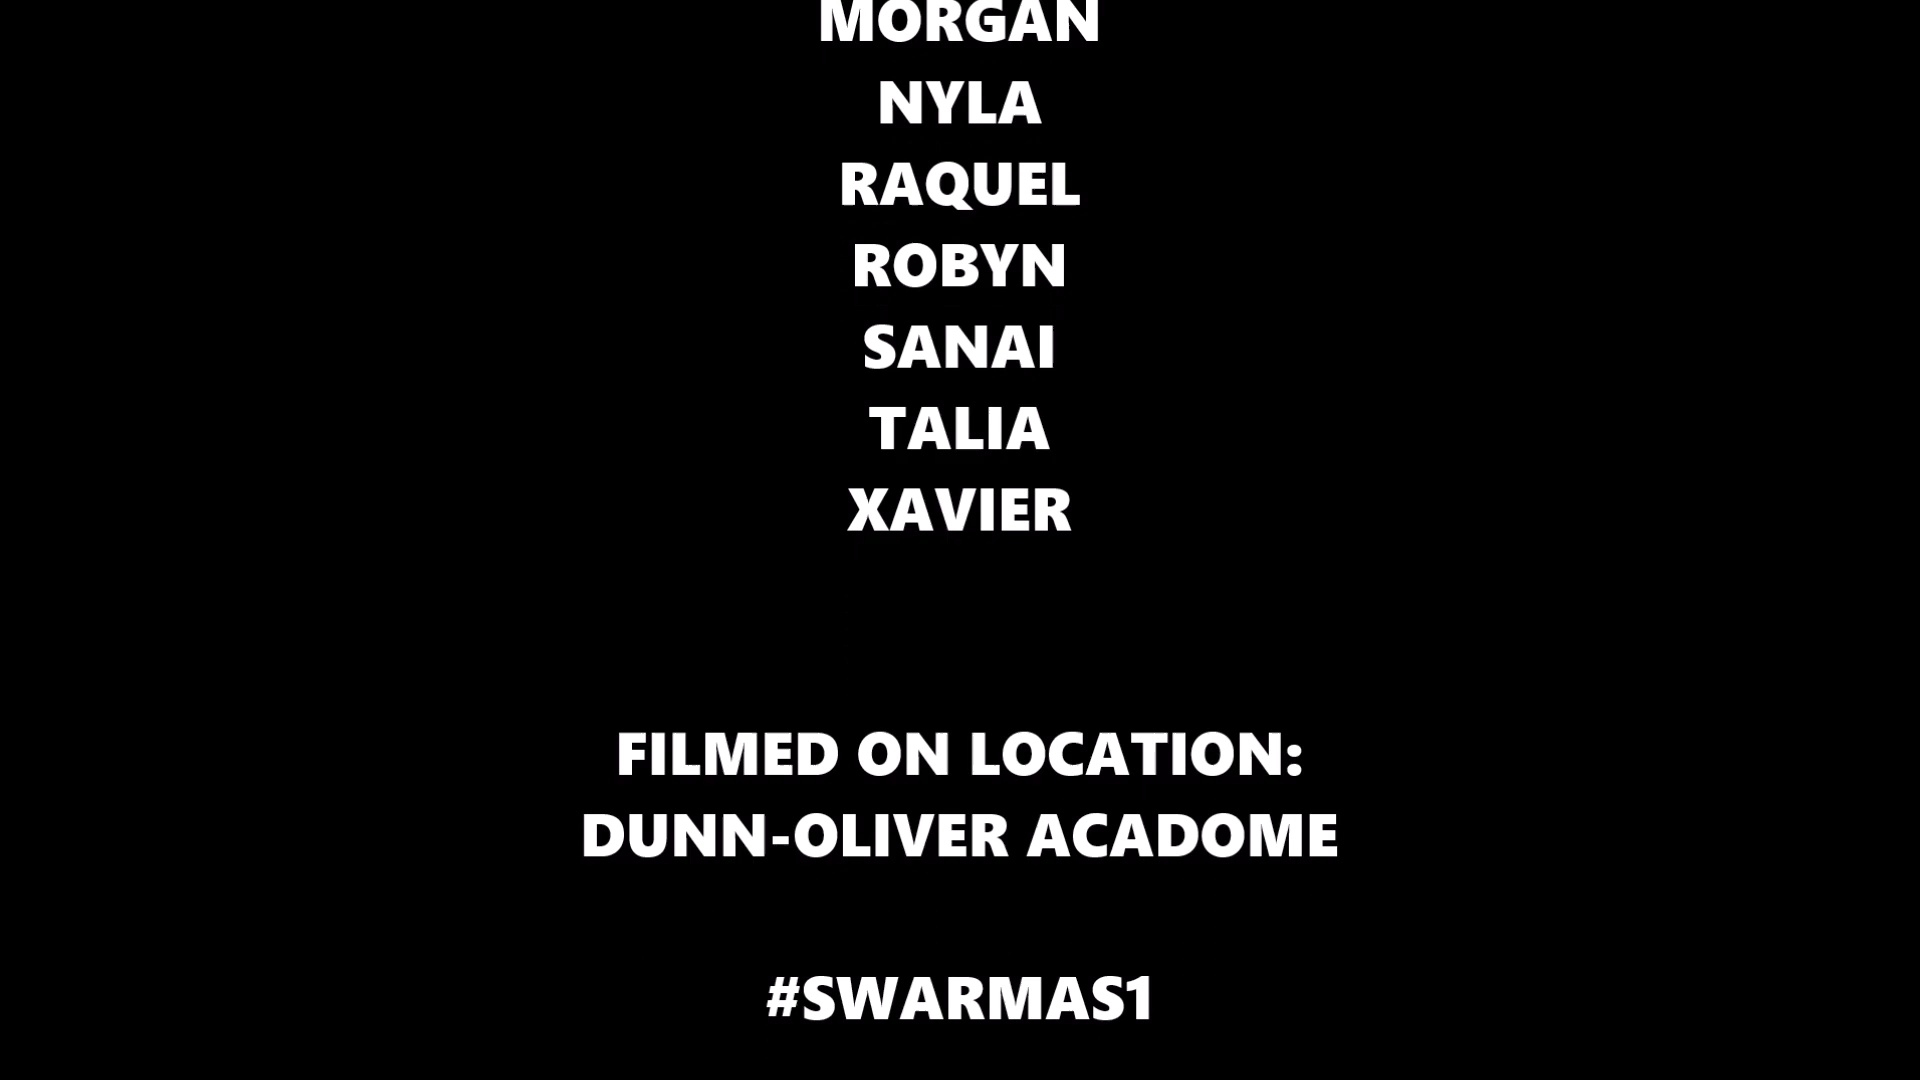 MORGAN
NYLA
RAQUEL
ROBYN
SANAI
TALIA
XAVIER
FILMED ON LOCATION:
DUNN-OLIVER ACADOME
#SWARMAS1